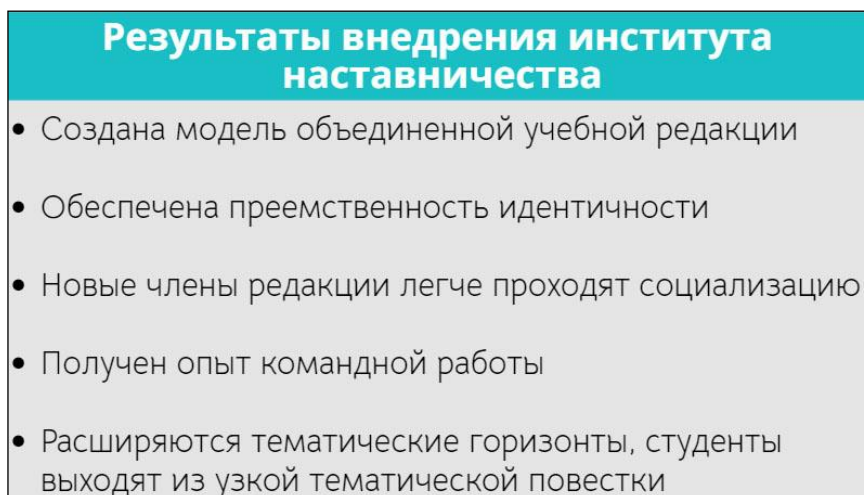 Результаты внедрения института
наставничества
• Создана модель объединенной учебной редакции
• Обеспечена преемственность идентичности
• Новые члены редакции легче проходят социализацию
• Получен опыт командной работы
• Расширяются тематические горизонты, студенты
выходят из узкой тематической повестки